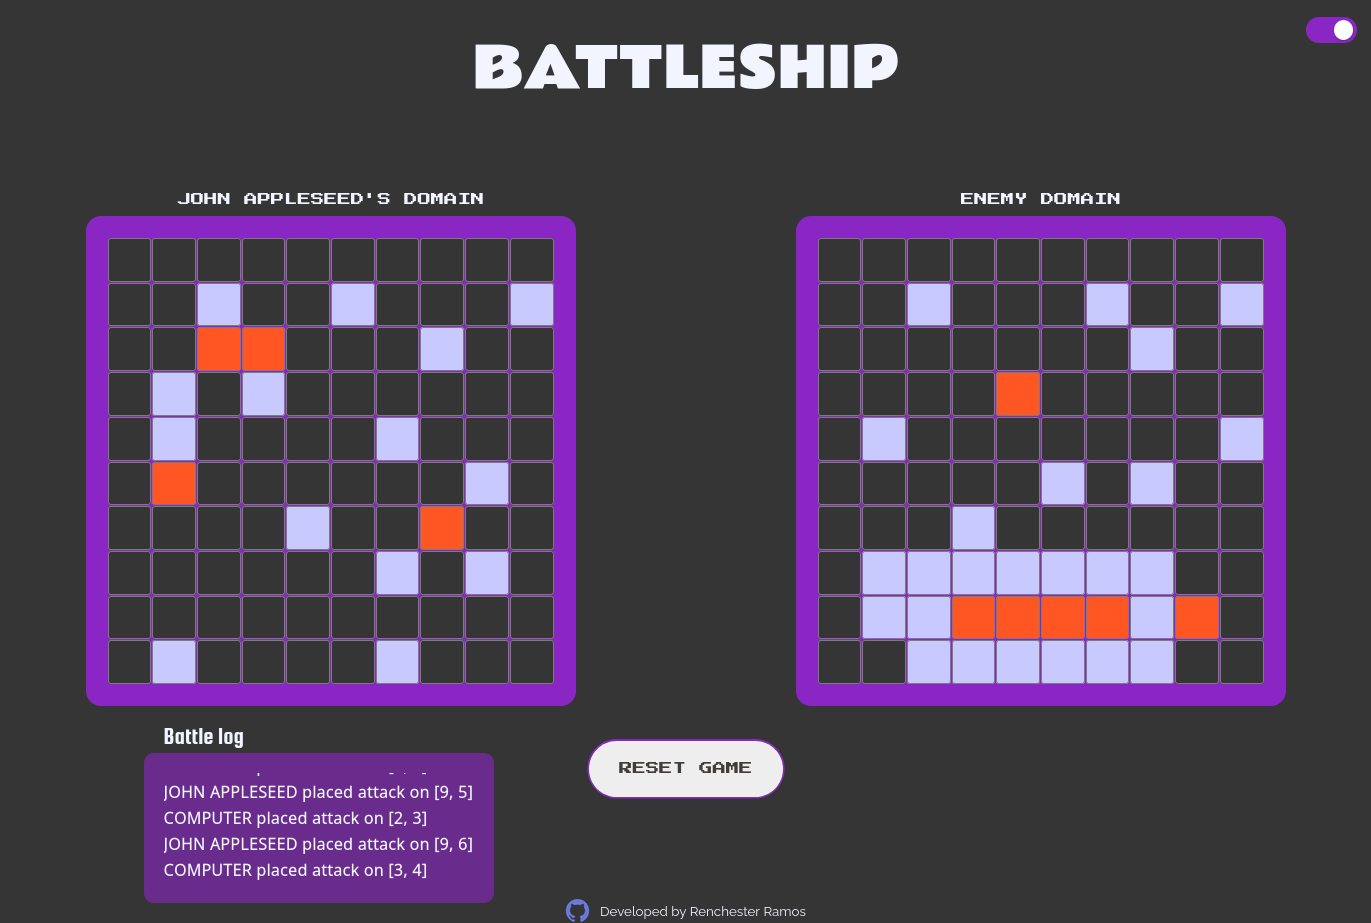 BATTLESHIP
JOHN APPLESEED'S DOMAIN
ENEMY DOMAIN
Battle log
JOHN APPLESEED placed attack on [9, 5]
COMPUTER placed attack on [2, 3]
JOHN APPLESEED placed attack on [9, 6]
COMPUTER placed attack on [3, 4]
RESET GAME
Developed by Renchester Ramos